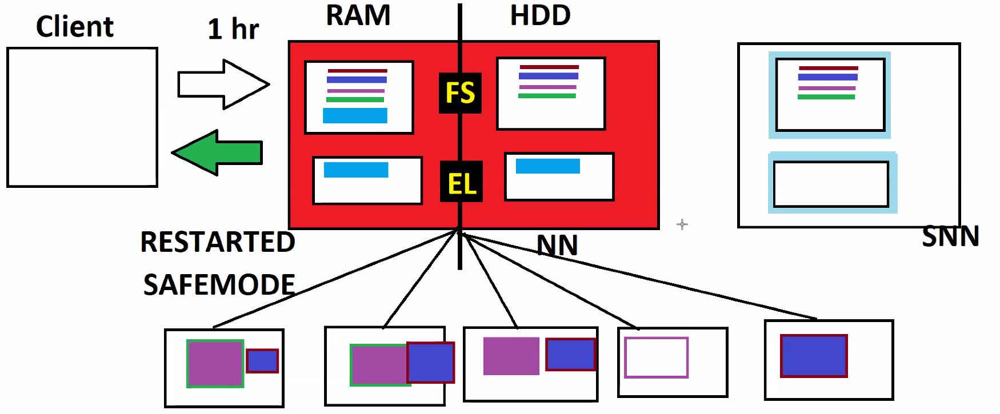 Client
1 hr
RAM
HDD
FS
EL
RESTARTED
SAFEMODE
NN
SNN